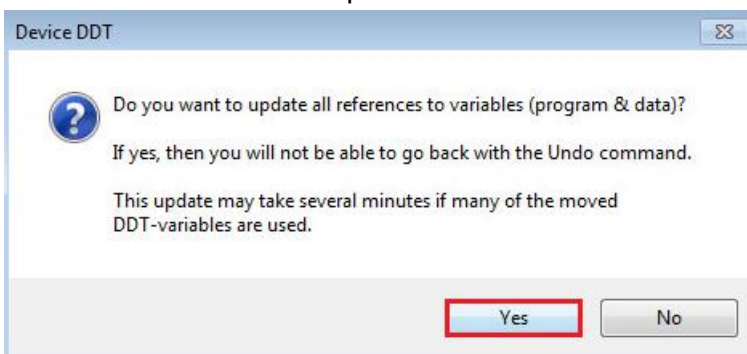 Device DDT
Do you want to update all references to variables (program & data)?
If yes, then you will not be able to go back with the Undo command.
This update may take several minutes if many of the moved
DDT-variables are used.
Yes
No